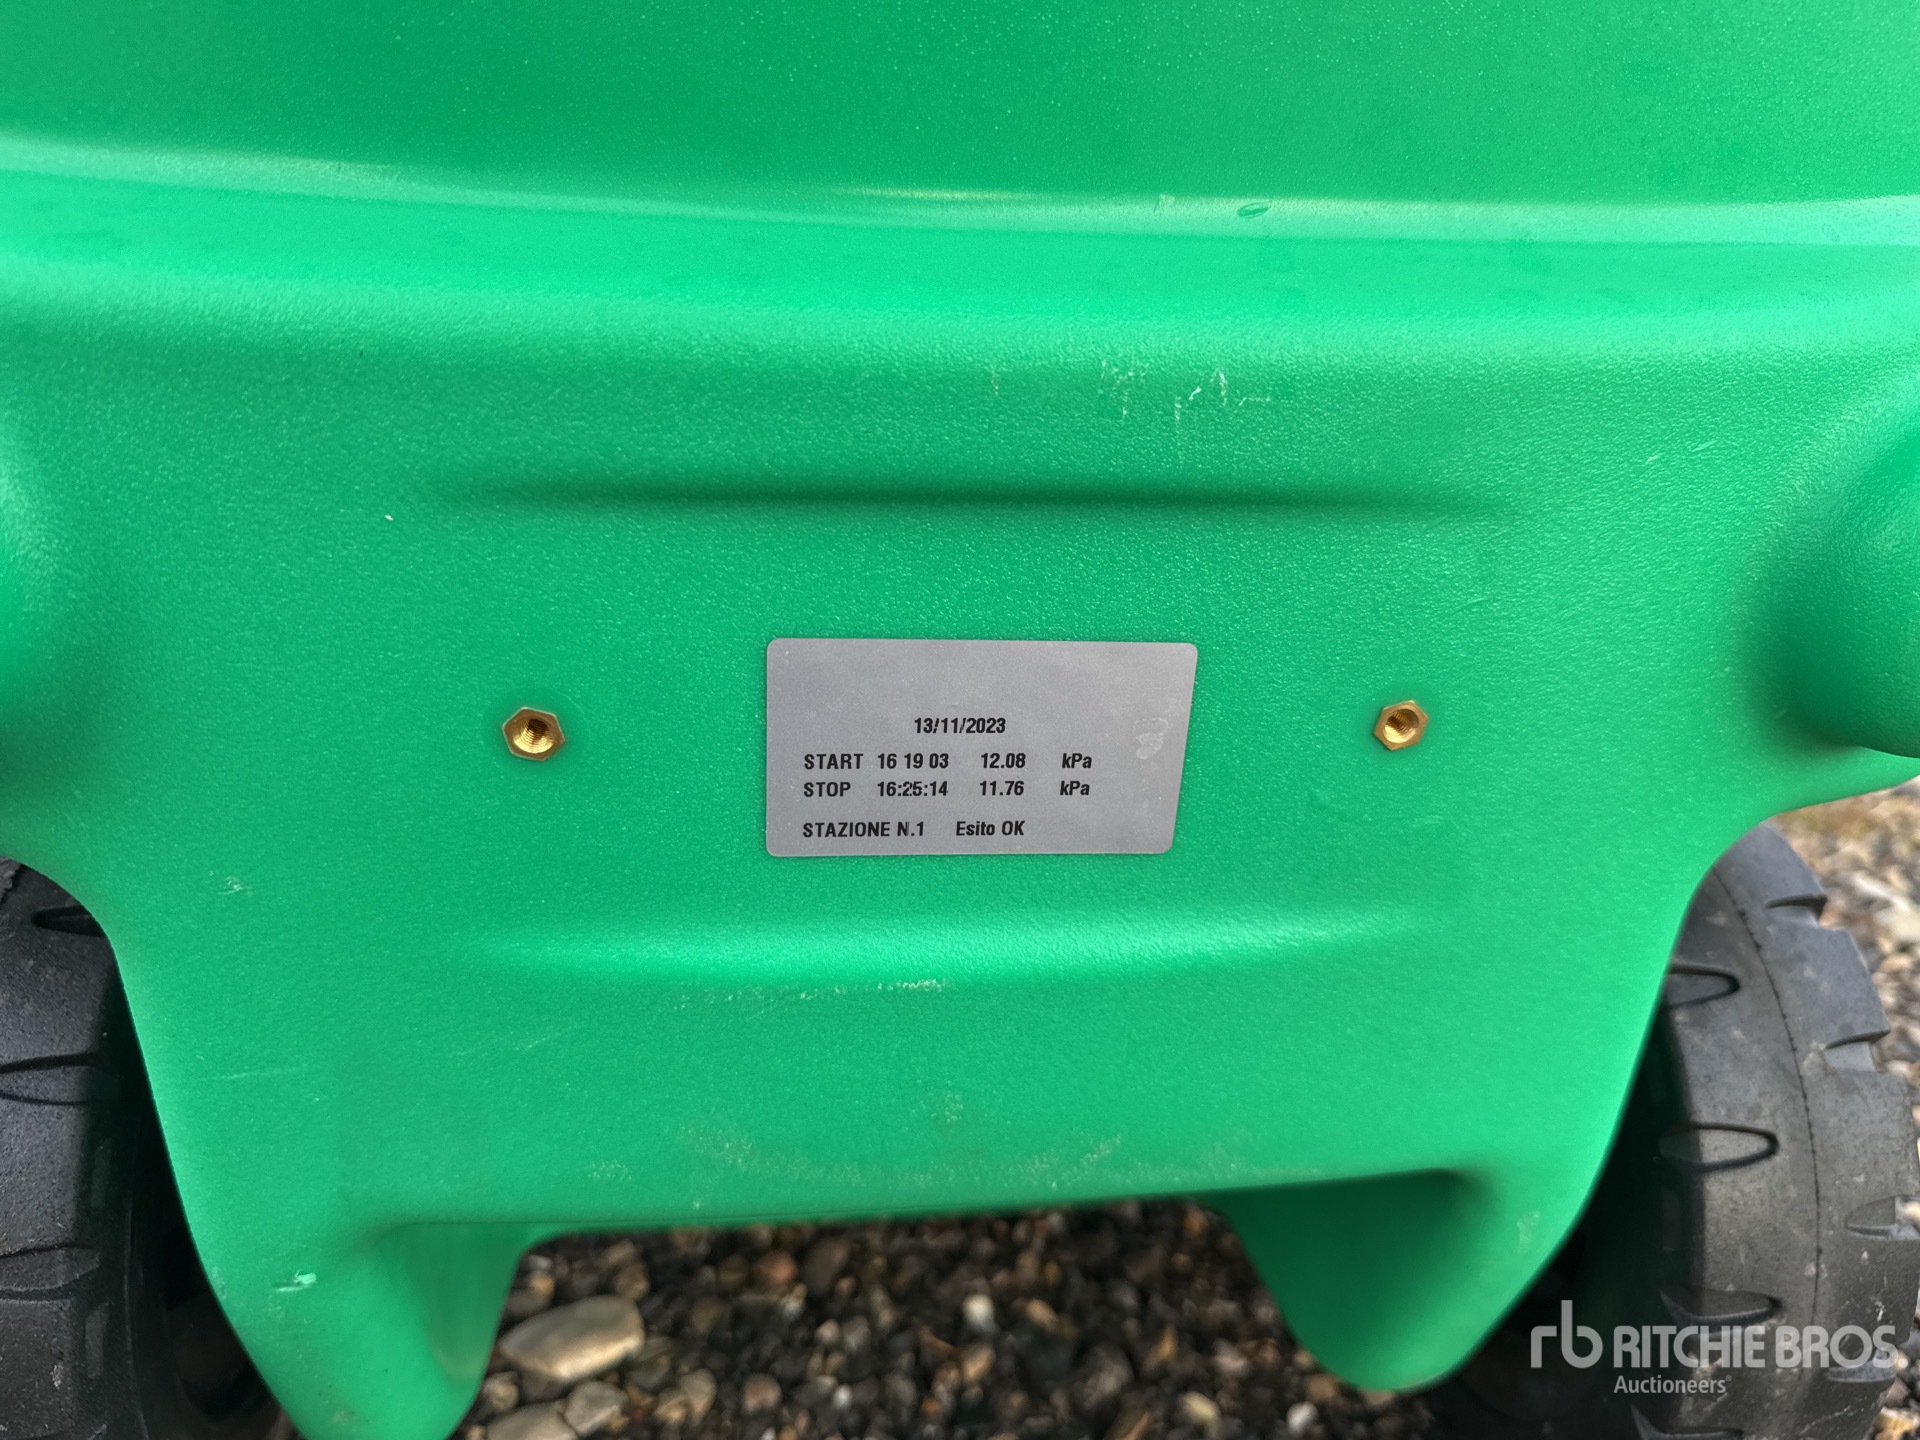 13/11/2023
START 16 19 03 12.08 kPa
STOP 16:25:14 11.76 kPa
STAZIONE N.1 Esito OK
rb RITCHIE BROS
Auctioneers